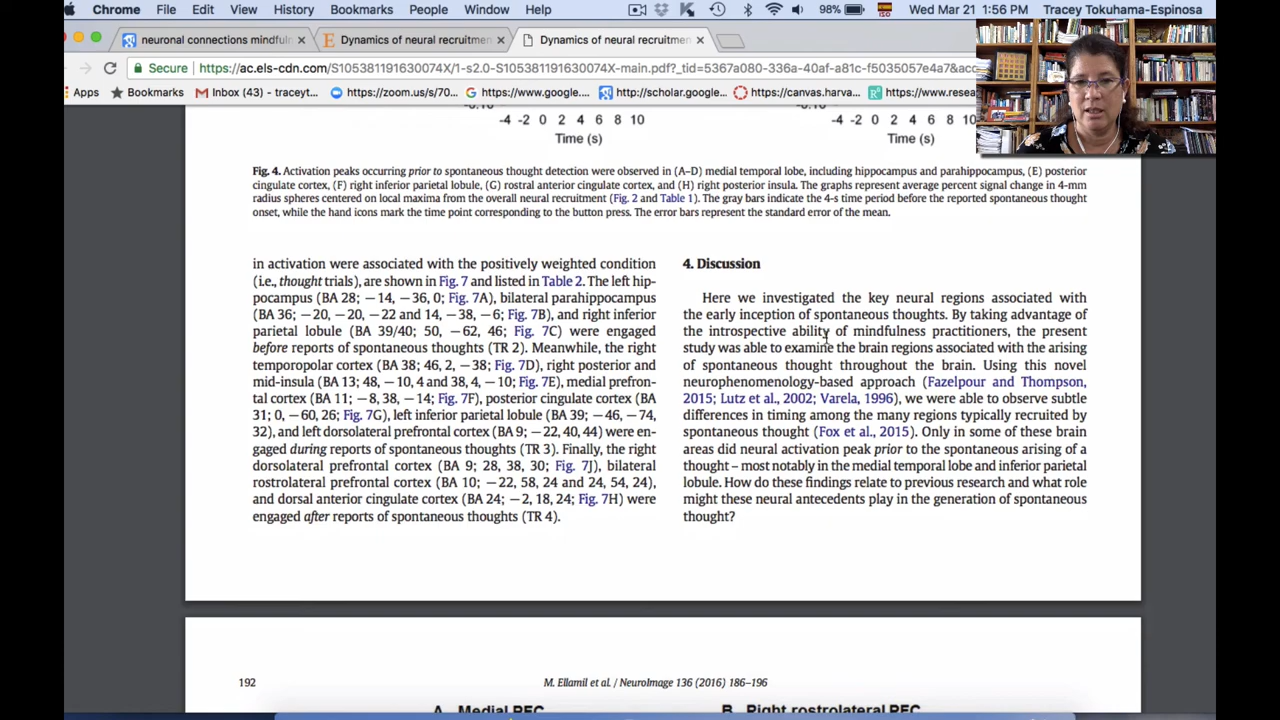 Chrome File Edit View History Bookmarks People Window Help 98% Wed Mar 21 1:56 PM Tracey Tokuhama-Espinosa
neuronal connections mindful × Dynamics of neural recruitmen × Dynamics of neural recruitmen ×
Secure https://ac.els-cdn.com/S105381191630074X/1-s2.0-S105381191630074X-main.pdf?_tid=5367a080-336a-40af-a81c-f5035057e4a7&acc
Apps Bookmarks Inbox (43) - traceyt... https://zoom.us/s/70... https://www.google.... http://scholar.googl... https://canvas.harva... https://www.resea
-4 -2 0 2 4 6 8 10 -4 -2 0 2 4 6 8 10
Time (s) Time (s)
Fig. 4. Activation peaks occurring prior to spontaneous thought detection were observed in (A–D) medial temporal lobe, including hippocampus and parahippocampus, (E) posterior
cingulate cortex, (F) right inferior parietal lobule, (G) rostral anterior cingulate cortex, and (H) right posterior insula. The graphs represent average percent signal change in 4-mm
radius spheres centered on local maxima from the overall neural recruitment (Fig. 2 and Table 1). The gray bars indicate the 4-s time period before the reported spontaneous thought
onset, while the hand icons mark the time point corresponding to the button press. The error bars represent the standard error of the mean.
in activation were associated with the positively weighted condition
(i.e., thought trials), are shown in Fig. 7 and listed in Table 2. The left hip-
pocampus (BA 28; −14, −36, 0; Fig. 7A), bilateral parahippocampus
(BA 36; −20, −20, −22 and 14, −38, −6; Fig. 7B), and right inferior
parietal lobule (BA 39/40; 50, −62, 46; Fig. 7C) were engaged
before reports of spontaneous thoughts (TR 2). Meanwhile, the right
temporopolar cortex (BA 38; 46, 2, −38; Fig. 7D), right posterior and
mid-insula (BA 13; 48, −10, 4 and 38, 4, −10; Fig. 7E), medial prefron-
tal cortex (BA 11; −8, 38, −14; Fig. 7F), posterior cingulate cortex (BA
31; 0, −60, 26; Fig. 7G), left inferior parietal lobule (BA 39; −46, −74,
32), and left dorsolateral prefrontal cortex (BA 9; −22, 40, 44) were en-
gaged during reports of spontaneous thoughts (TR 3). Finally, the right
dorsolateral prefrontal cortex (BA 9; 28, 38, 30; Fig. 7J), bilateral
rostrolateral prefrontal cortex (BA 10; −22, 58, 24 and 24, 54, 24),
and dorsal anterior cingulate cortex (BA 24; −2, 18, 24; Fig. 7H) were
engaged after reports of spontaneous thoughts (TR 4).
4. Discussion
Here we investigated the key neural regions associated with
the early inception of spontaneous thoughts. By taking advantage of
the introspective ability of mindfulness practitioners, the present
study was able to examine the brain regions associated with the arising
of spontaneous thought throughout the brain. Using this novel
neurophenomenology-based approach (Fazelpour and Thompson,
2015; Lutz et al., 2002; Varela, 1996), we were able to observe subtle
differences in timing among the many regions typically recruited by
spontaneous thought (Fox et al., 2015). Only in some of these brain
areas did neural activation peak prior to the spontaneous arising of a
thought – most notably in the medial temporal lobe and inferior parietal
lobule. How do these findings relate to previous research and what role
might these neural antecedents play in the generation of spontaneous
thought?
192 M. Ellamil et al. / NeuroImage 136 (2016) 186–196
A Medial PFC B Right rostrolateral PFC